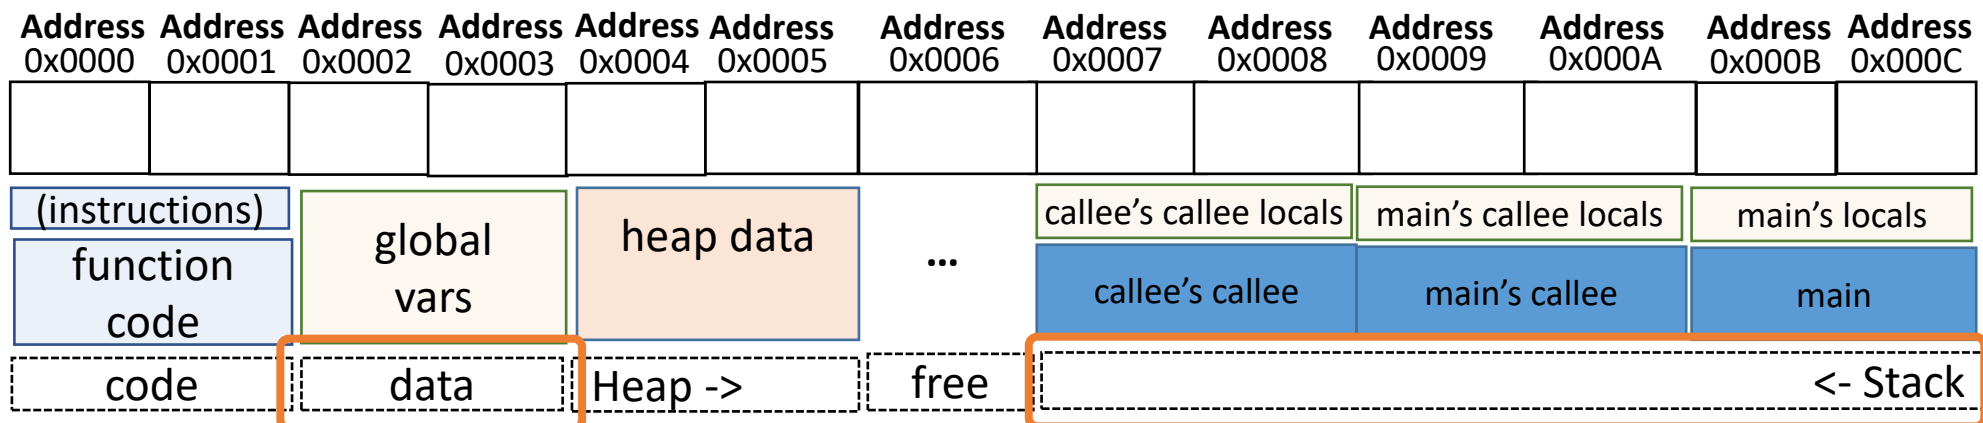 Address Address Address Address Address Address Address Address Address Address Address Address Address
0x0000 0x0001 0x0002 0x0003 0x0004 0x0005 0x0006 0x0007 0x0008 0x0009 0x000A 0x000B 0x000C
(instructions)
function
code
global
vars
heap data
...
callee's callee locals
main's callee locals
main's locals
callee's callee
main's callee
main
code
data
Heap ->
free
<- Stack